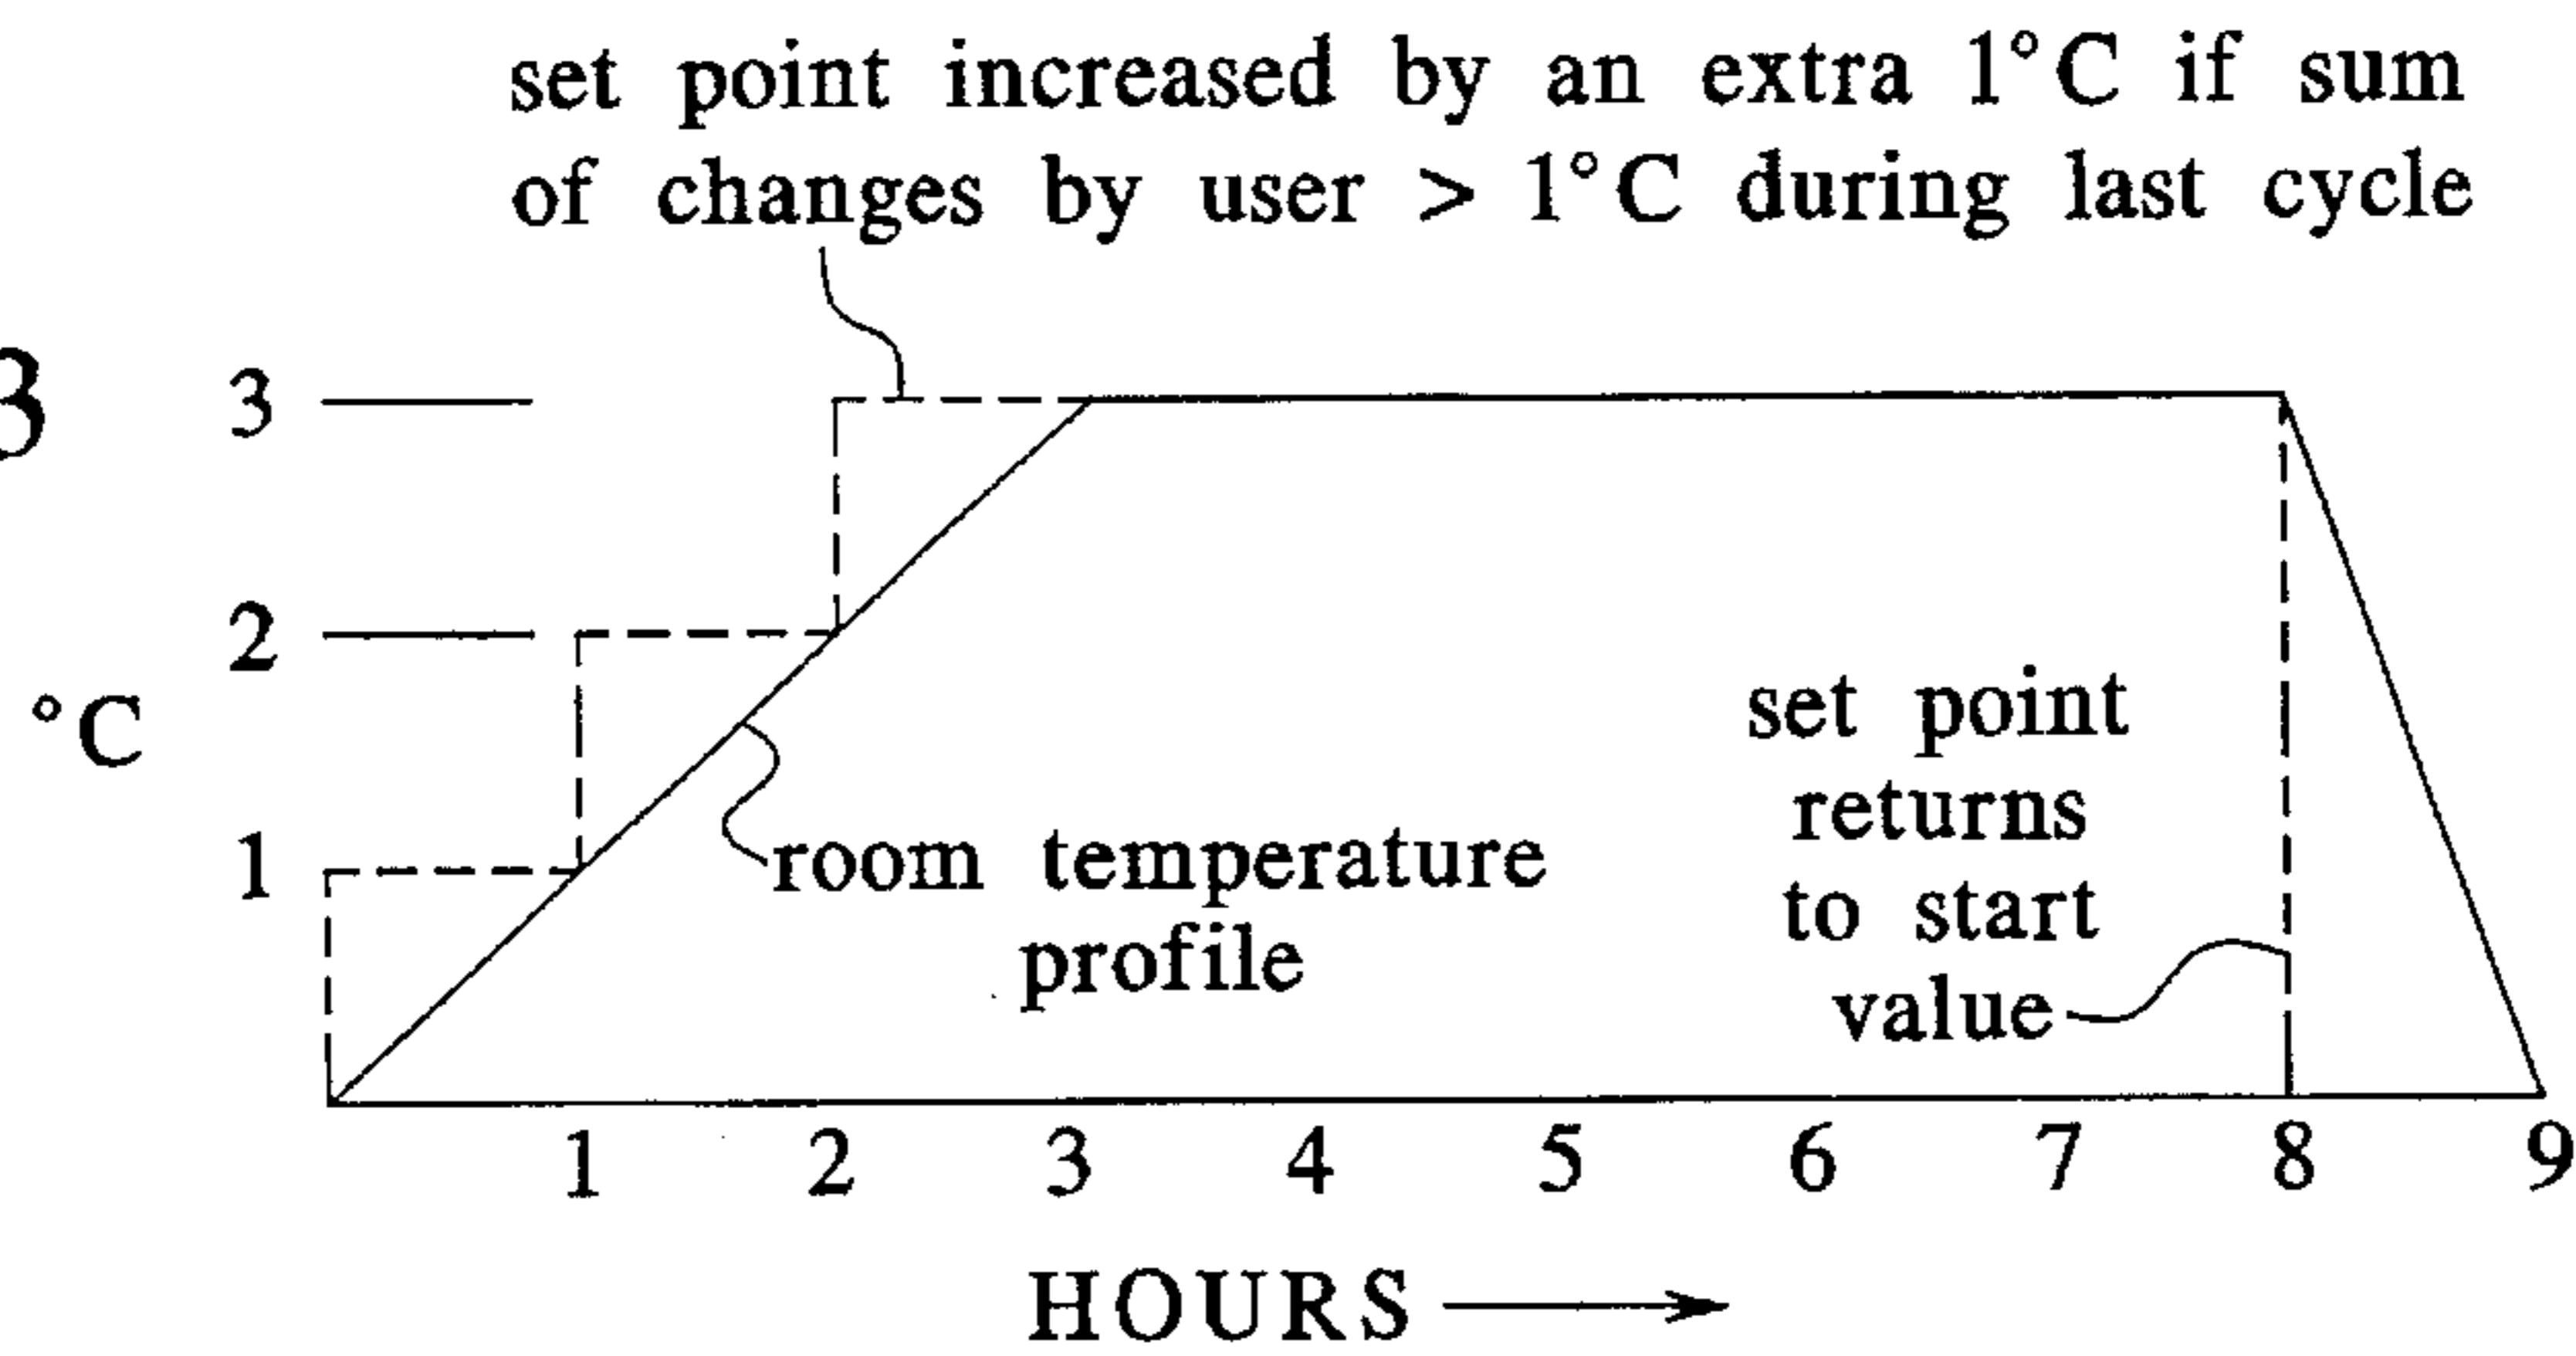 set point increased by an extra 1°C if sum
of changes by user > 1°C during last cycle
3
3
2
°C
1
room temperature
profile
set point
returns
to start
value
1 2 3 4 5 6 7 8 9
HOURS